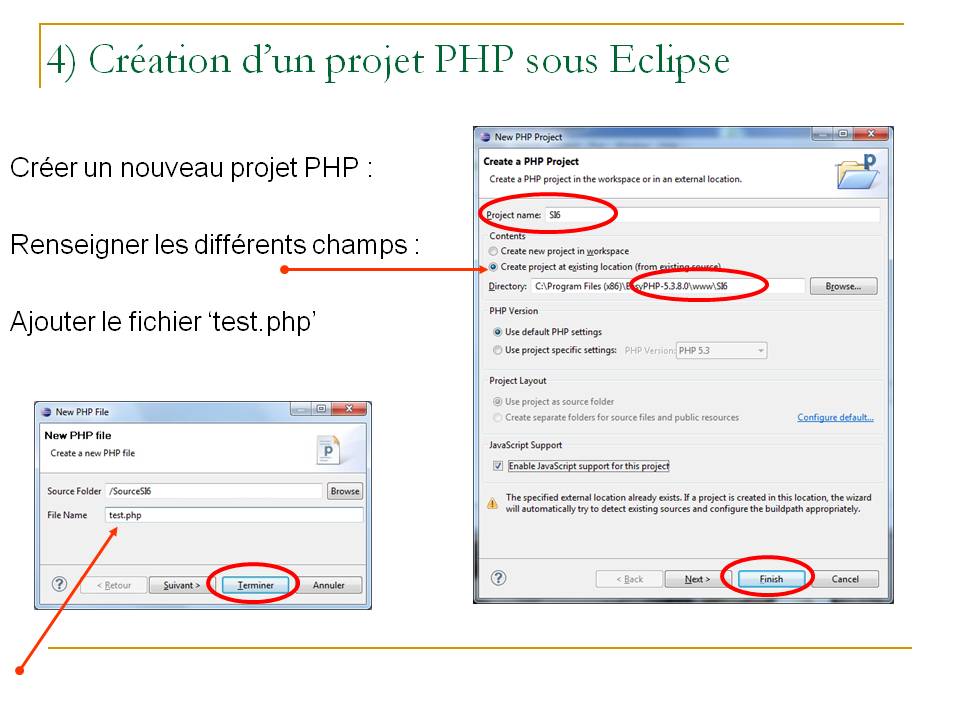 4) Création d’un projet PHP sous Eclipse
Créer un nouveau projet PHP :
Renseigner les différents champs :
Ajouter le fichier ‘test.php’
New PHP File
New PHP file
Create a new PHP file
Source Folder /SourceSI6 Browse
File Name test.php
< Retour Suivant > Terminer Annuler
New PHP Project
Create a PHP Project
Create a PHP project in the workspace or in an external location.
Project name: SI6
Contents
Create new project in workspace
Create project at existing location (from existing source)
Directory: C:\Program Files (x86)\EasyPHP-5.3.8.0\www\SI6 Browse...
PHP Version
Use default PHP settings
Use project specific settings: PHP Version: PHP 5.3
Project Layout
Use project as source folder
Create separate folders for source files and public resources Configure default...
JavaScript Support
Enable JavaScript support for this project
The specified external location already exists. If a project is created in this location, the wizard
will automatically try to detect existing sources and configure the buildpath appropriately.
< Back Next > Finish Cancel